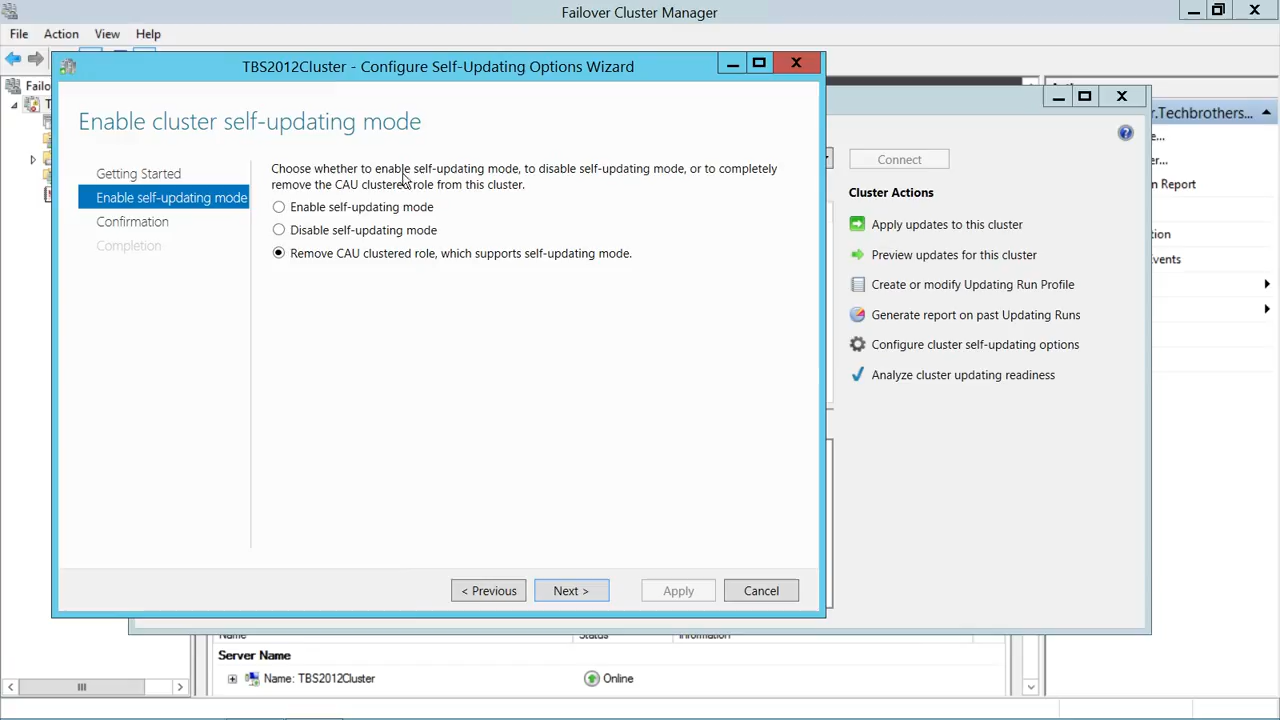 Failover Cluster Manager
File Action View Help
TBS2012Cluster - Configure Self-Updating Options Wizard
Enable cluster self-updating mode
Getting Started
Enable self-updating mode
Confirmation
Completion
Choose whether to enable self-updating mode, to disable self-updating mode, or to completely
remove the CAU clustered role from this cluster.
Enable self-updating mode
Disable self-updating mode
Remove CAU clustered role, which supports self-updating mode.
< Previous
Next >
Apply
Cancel
Connect
Cluster Actions
Apply updates to this cluster
Preview updates for this cluster
Create or modify Updating Run Profile
Generate report on past Updating Runs
Configure cluster self-updating options
Analyze cluster updating readiness
r.Techbrothers...
n Report
Name Status Information
Server Name
Name: TBS2012Cluster Online